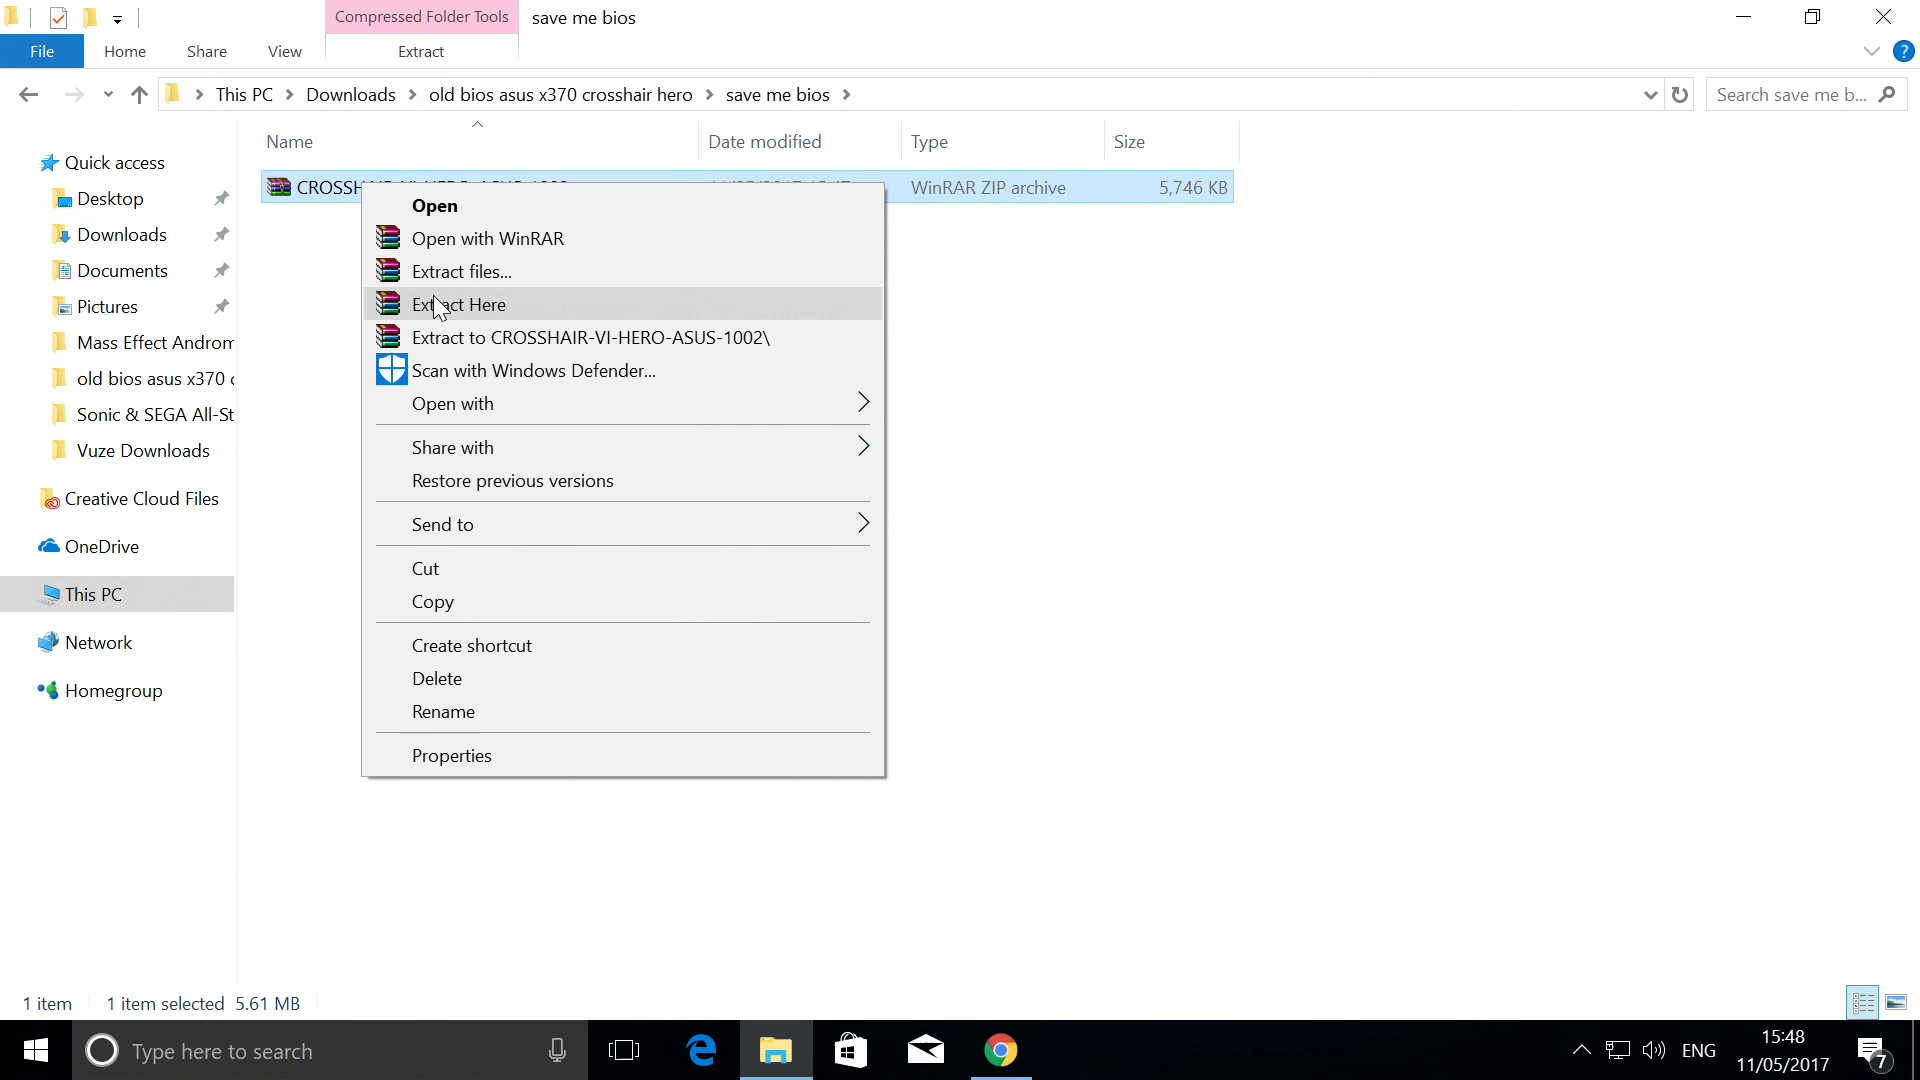 Compressed Folder Tools
save me bios
File
Home
Share
View
Extract
?
This PC
Downloads
old bios asus x370 crosshair hero
save me bios
Search save me b...
Name
Date modified
Type
Size
Quick access
Desktop
Downloads
Documents
Pictures
Mass Effect Androm
old bios asus x370 c
Sonic & SEGA All-St
Vuze Downloads
Creative Cloud Files
OneDrive
This PC
Network
Homegroup
WinRAR ZIP archive
5,746 KB
Open
Open with WinRAR
Extract files...
Extract Here
Extract to CROSSHAIR-VI-HERO-ASUS-1002\
Scan with Windows Defender...
Open with
Share with
Restore previous versions
Send to
Cut
Copy
Create shortcut
Delete
Rename
Properties
1 item
1 item selected 5.61 MB
Type here to search
ENG
15:48
11/05/2017
7